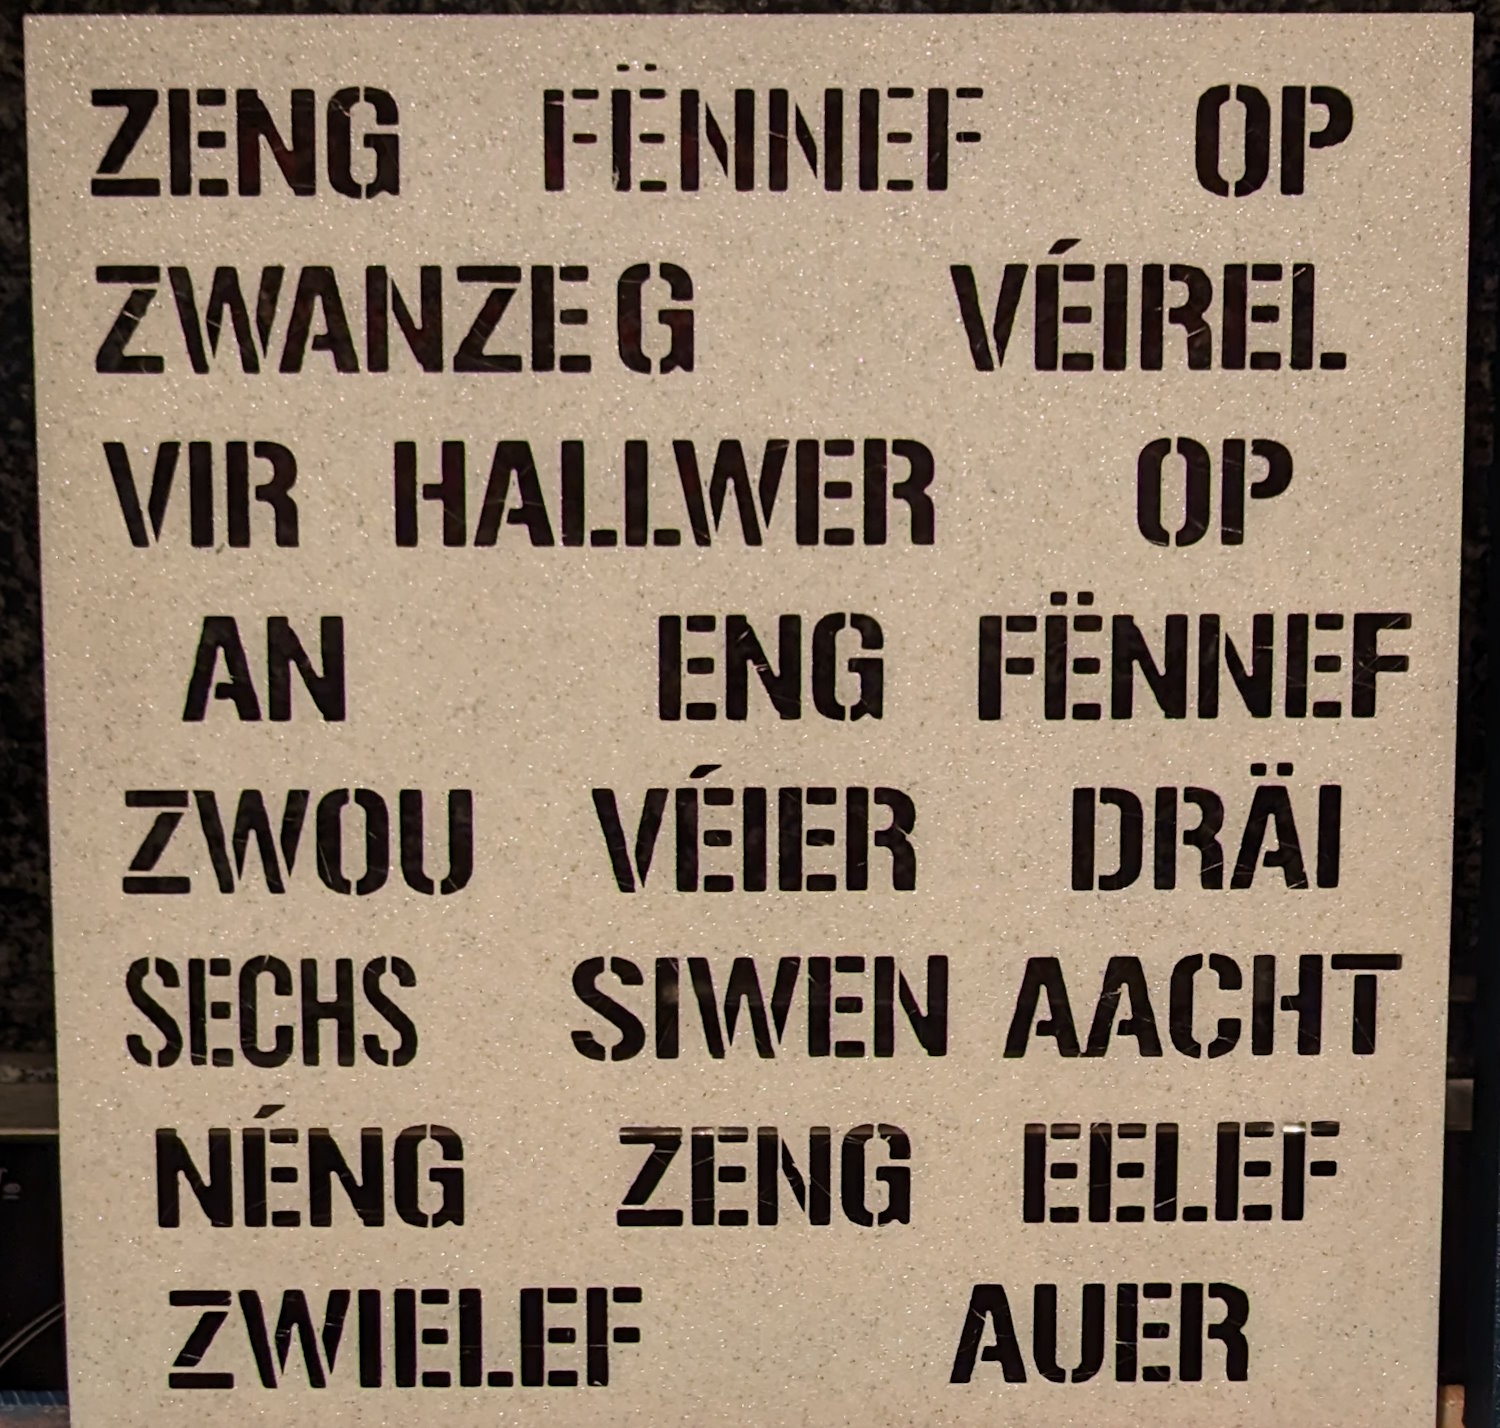 ZENG FËNNEF OP
ZWANZEG VÉIREL
VIR HALLWER OP
AN ENG FËNNEF
ZWOU VÉIER DRÄI
SECHS SIWEN AACHT
NÉNG ZENG EELEF
ZWIELEF AUER